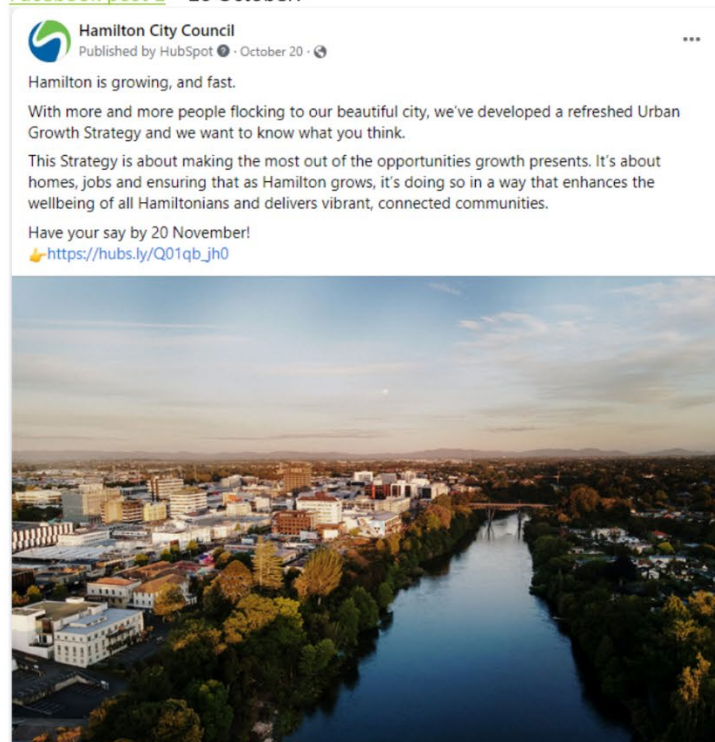 Hamilton City Council
Published by HubSpot · October 20 ·
Hamilton is growing, and fast.
With more and more people flocking to our beautiful city, we've developed a refreshed Urban
Growth Strategy and we want to know what you think.
This Strategy is about making the most out of the opportunities growth presents. It's about
homes, jobs and ensuring that as Hamilton grows, it's doing so in a way that enhances the
wellbeing of all Hamiltonians and delivers vibrant, connected communities.
Have your say by 20 November!
👉https://hubs.ly/Q01qb_jh0